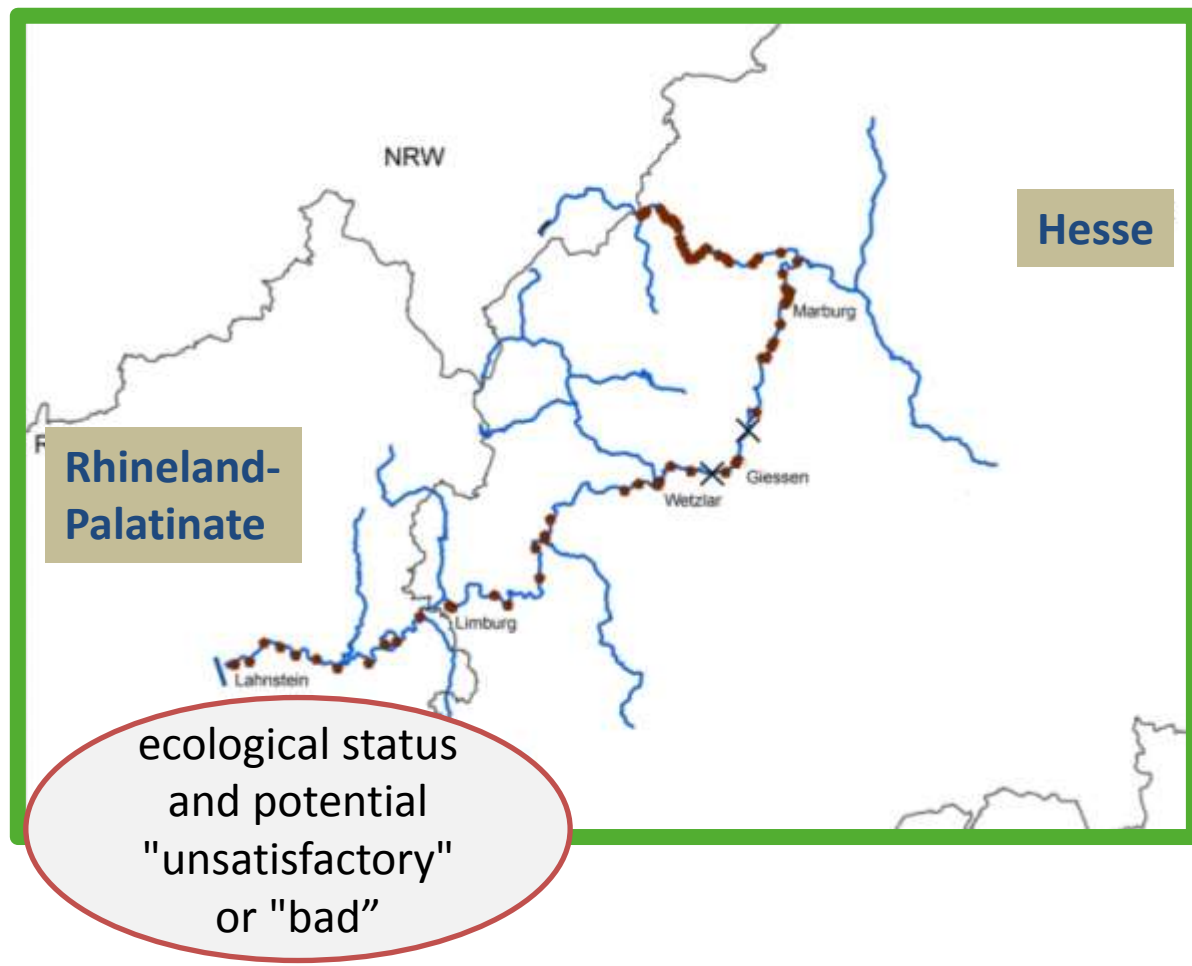 NRW
Hesse
Marburg
Rhineland-
Palatinate
Giessen
Wetzlar
Limburg
Lahnstein
ecological status
and potential
"unsatisfactory"
or "bad”